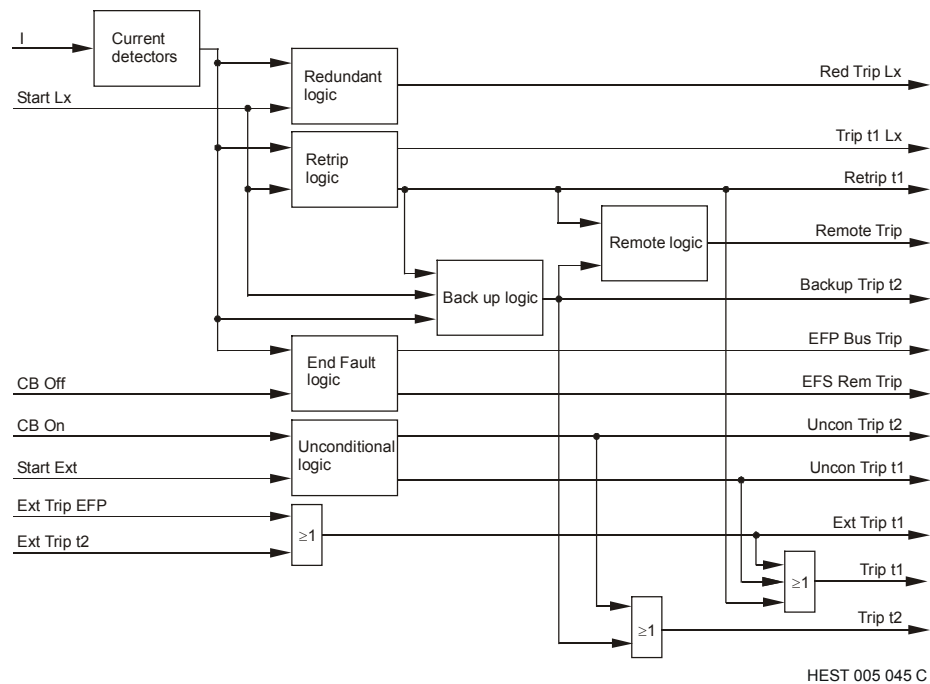 I
Current
detectors
Start Lx
Redundant
logic
Red Trip Lx
Retrip
logic
Trip t1 Lx
Retrip t1
Remote logic
Remote Trip
Back up logic
Backup Trip t2
End Fault
logic
EFP Bus Trip
CB Off
EFS Rem Trip
CB On
Unconditional
logic
Uncon Trip t2
Start Ext
Uncon Trip t1
Ext Trip EFP
≥1
Ext Trip t1
Ext Trip t2
≥1
Trip t1
≥1
Trip t2
HEST 005 045 C